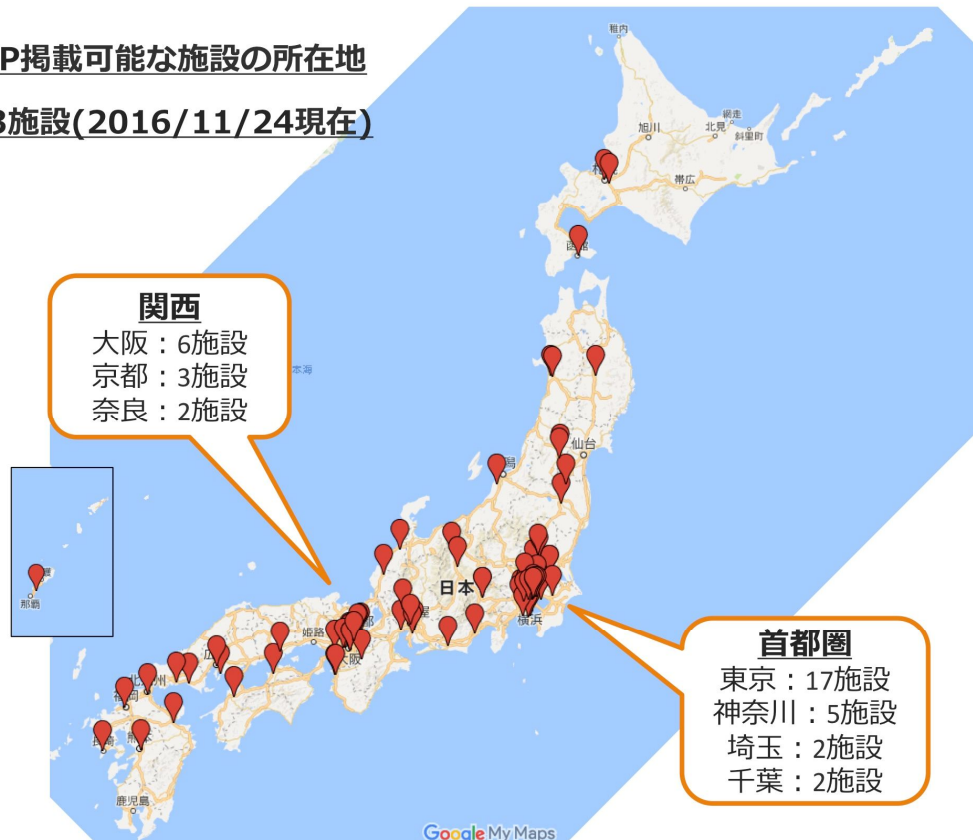 P掲載可能な施設の所在地
3施設(2016/11/24現在)
稚内
網走
旭川
北見
斜里町
帯広
函館
関西
大阪：6施設
京都：3施設
奈良：2施設
仙台
日本
横浜
姫路
大阪
那覇
鹿児島
首都圏
東京：17施設
神奈川：5施設
埼玉：2施設
千葉：2施設
Google My Maps